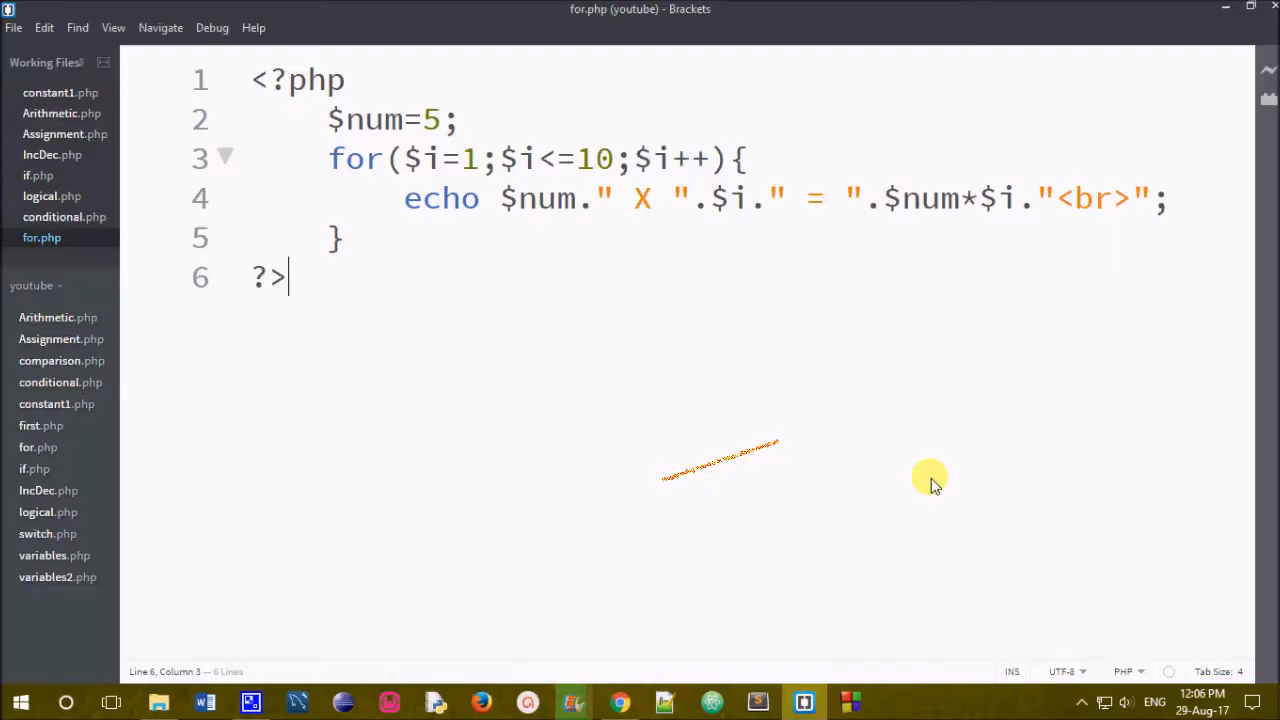 for.php (youtube) - Brackets
File Edit Find View Navigate Debug Help
Working Files
constant1.php
Arithmetic.php
Assignment.php
IncDec.php
if.php
logical.php
conditional.php
for.php
youtube
Arithmetic.php
Assignment.php
comparison.php
conditional.php
constant1.php
first.php
for.php
if.php
IncDec.php
logical.php
switch.php
variables.php
variables2.php
1 <?php
2 $num=5;
3 for($i=1;$i<=10;$i++){
4 echo $num." X ".$i." = ".$num*$i."<br>";
5 }
6 ?>
Line 6, Column 3 — 6 Lines
INS UTF-8 PHP Tab Size: 4
ENG 12:06 PM
29-Aug-17